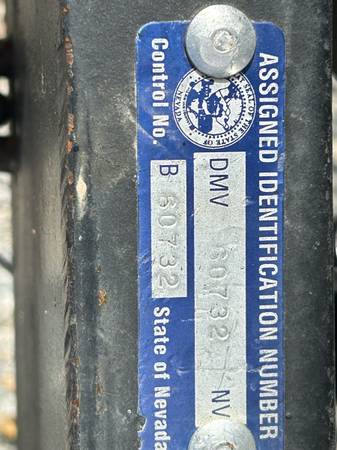 ASSIGNED IDENTIFICATION NUMBER
DMV 60732 NV
Control No. B 60732 State of Nevada